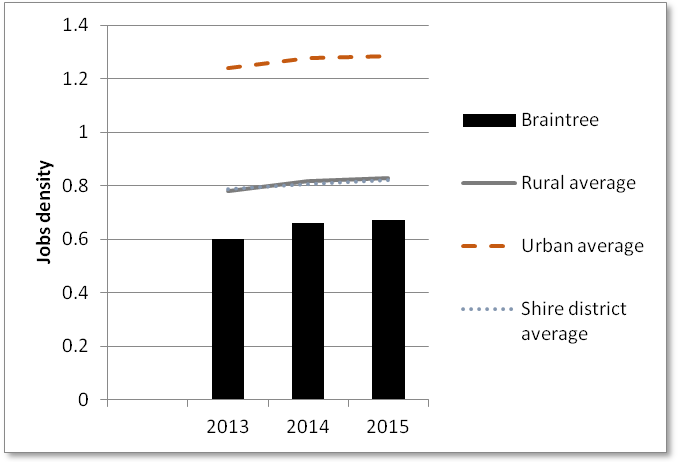 1.4
1.2
1
0.8
0.6
0.4
0.2
0
Jobs density
2013 2014 2015
Braintree
Rural average
Urban average
Shire district
average